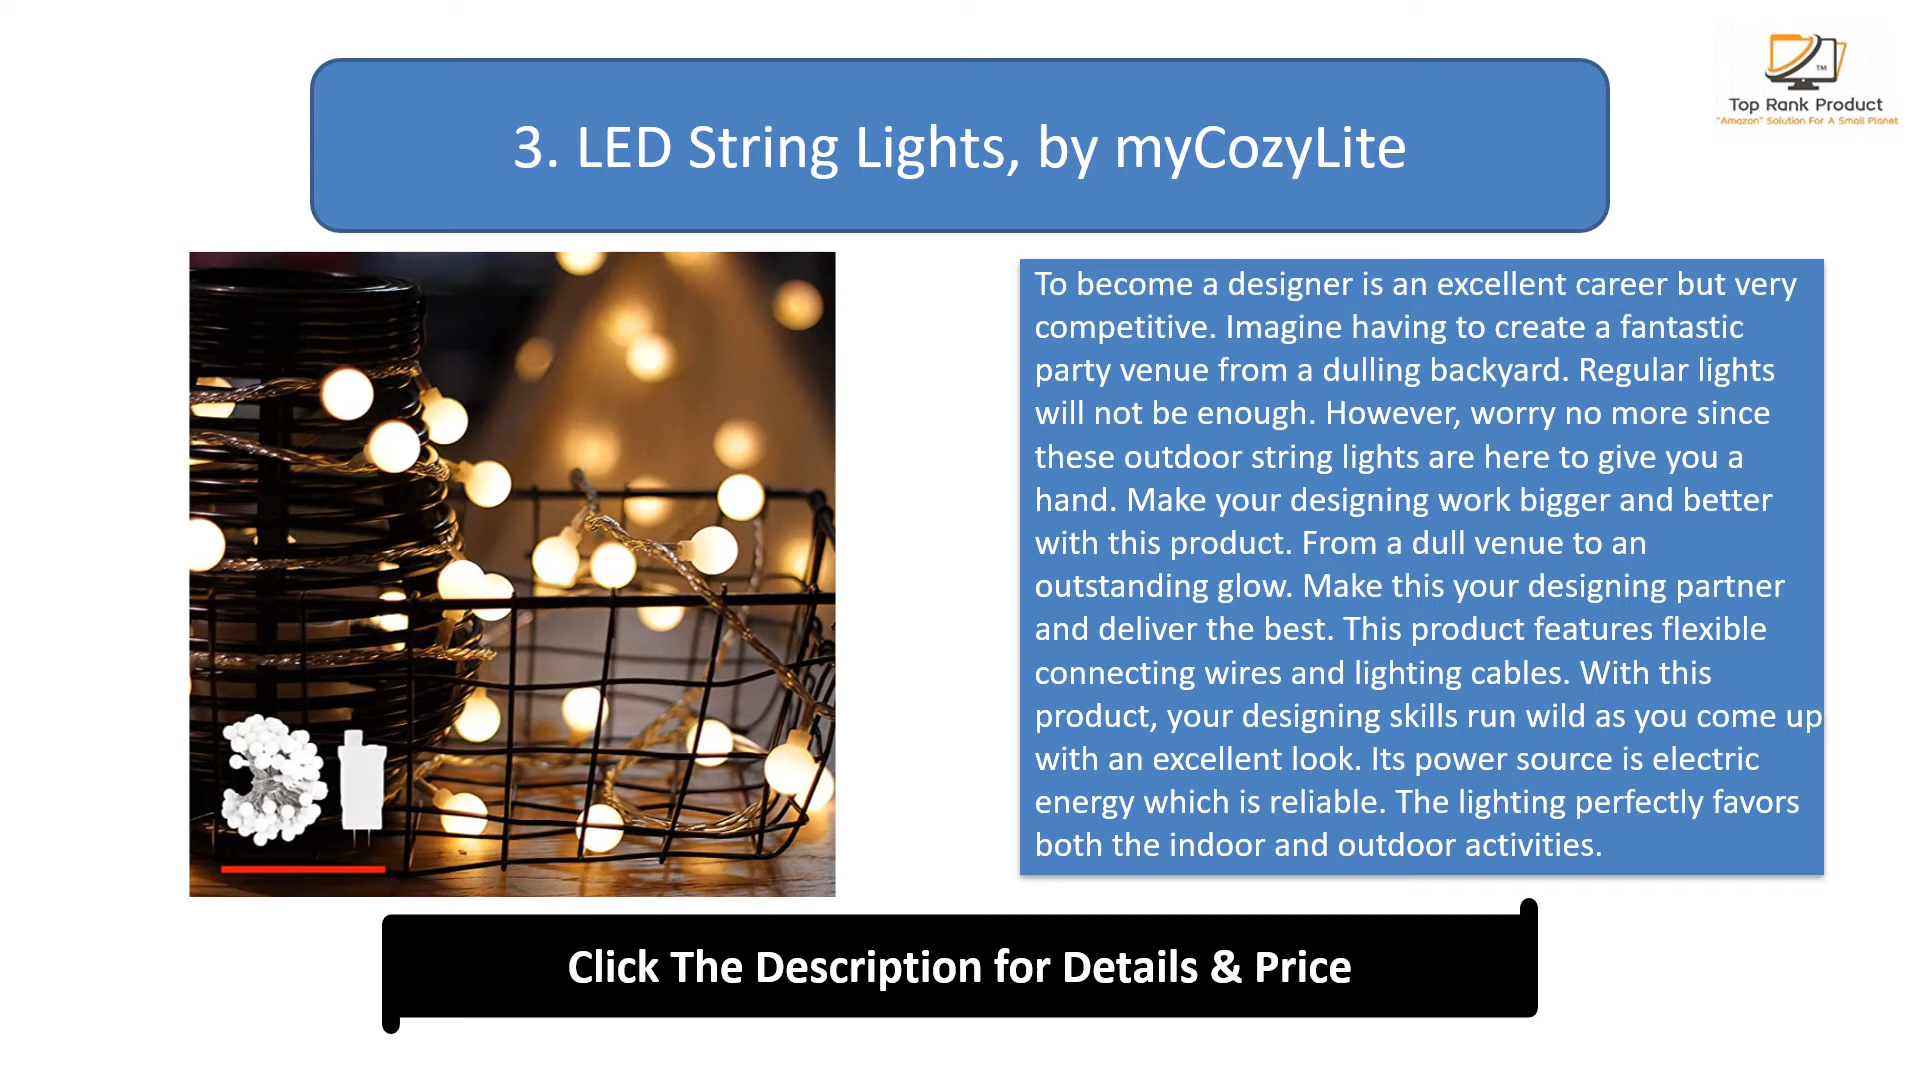 Top Rank Product
"Amazon" Solution For A Small Planet
TM
3. LED String Lights, by myCozyLite
To become a designer is an excellent career but very
competitive. Imagine having to create a fantastic
party venue from a dulling backyard. Regular lights
will not be enough. However, worry no more since
these outdoor string lights are here to give you a
hand. Make your designing work bigger and better
with this product. From a dull venue to an
outstanding glow. Make this your designing partner
and deliver the best. This product features flexible
connecting wires and lighting cables. With this
product, your designing skills run wild as you come up
with an excellent look. Its power source is electric
energy which is reliable. The lighting perfectly favors
both the indoor and outdoor activities.
Click The Description for Details & Price